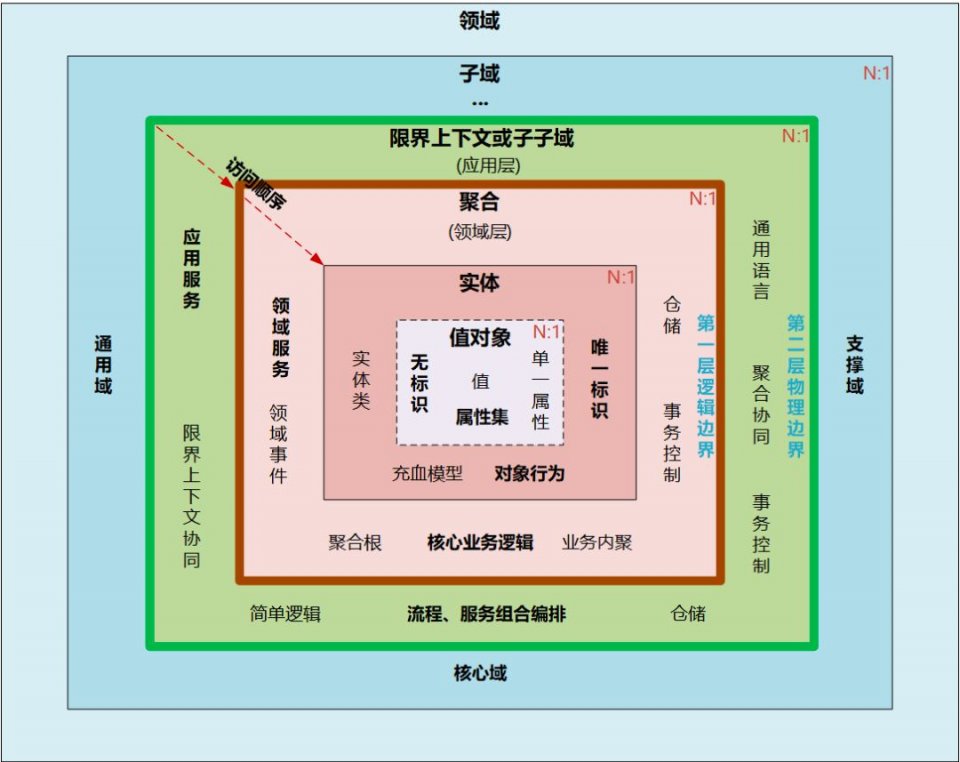 领域
子域
N:1
...
限界上下文或子子域
N:1
(应用层)
访问顺序
聚合
N:1
(领域层)
应用服务
限界上下文协同
通用语言
聚合协同
事务控制
第二层物理边界
通用域
支撑域
领域服务
领域事件
仓储
事务控制
第一层逻辑边界
实体
N:1
实体类
唯一标识
值对象
N:1
无标识
值
单一属性
属性集
充血模型
对象行为
聚合根
核心业务逻辑
业务内聚
简单逻辑
流程、服务组合编排
仓储
核心域